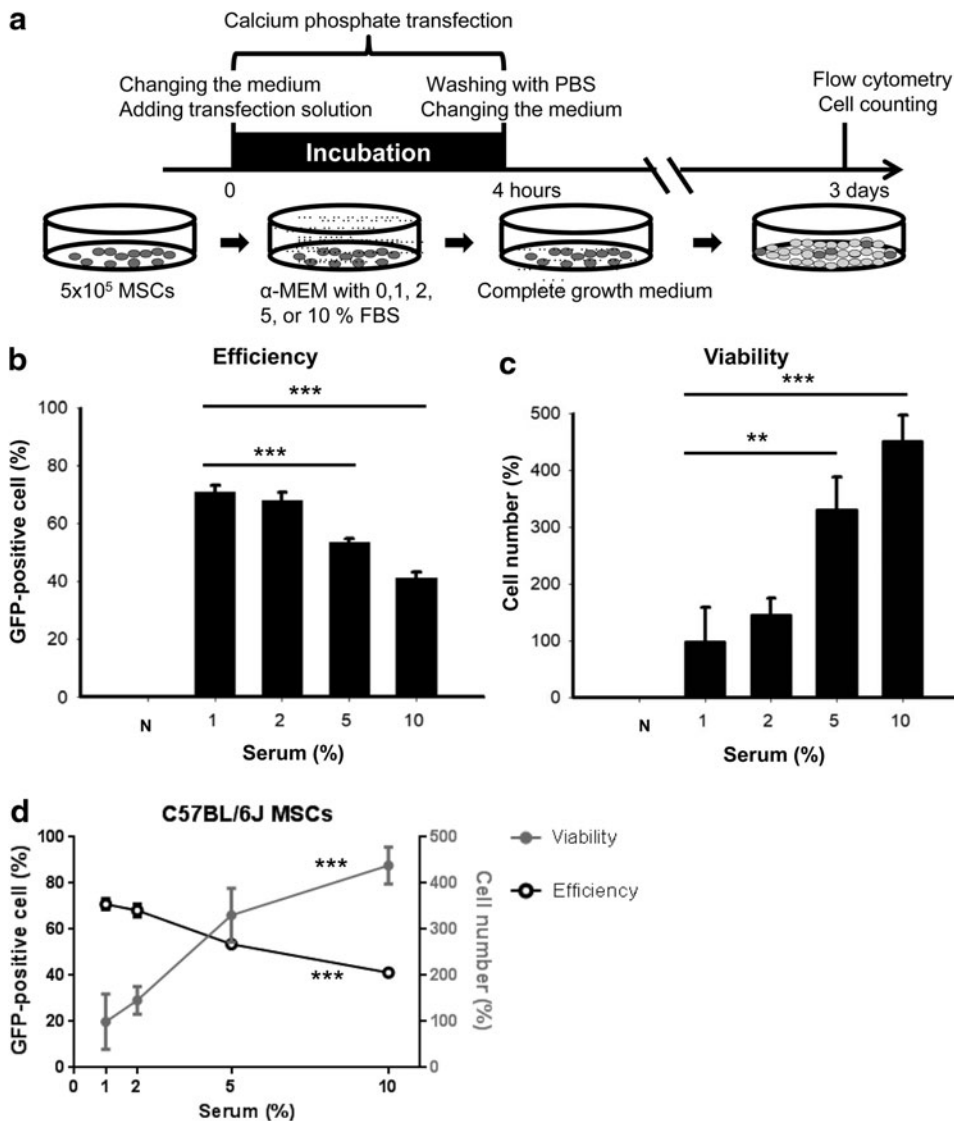 a
Calcium phosphate transfection
Changing the medium
Adding transfection solution
Washing with PBS
Changing the medium
Flow cytometry
Cell counting
Incubation
0
4 hours
3 days
5x10⁵ MSCs
α-MEM with 0,1, 2,
5, or 10 % FBS
Complete growth medium
b
Efficiency
***
***
100
80
60
40
20
0
GFP-positive cell (%)
N
1
2
5
10
Serum (%)
c
Viability
***
**
500
400
300
200
100
0
Cell number (%)
N
1
2
5
10
Serum (%)
d
C57BL/6J MSCs
100
80
60
40
20
0
GFP-positive cell (%)
***
***
500
400
300
200
100
0
Cell number (%)
0
1
2
5
10
Serum (%)
Viability
Efficiency